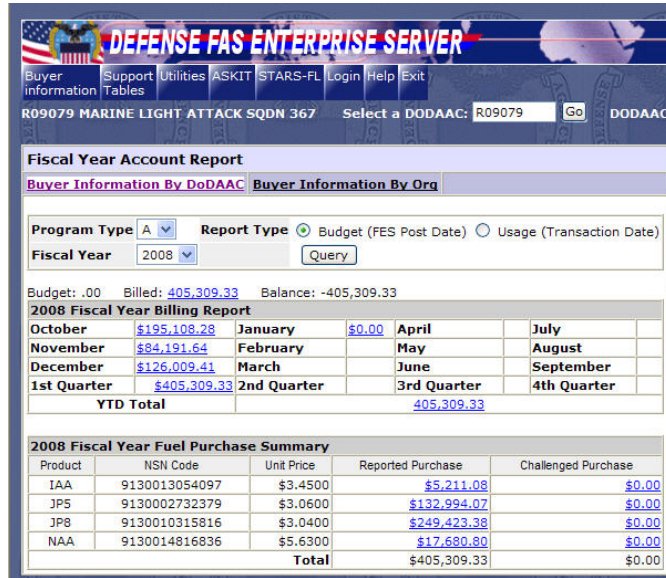 DEFENSE FAS ENTERPRISE SERVER
Buyer information Support Tables Utilities ASKIT STARS-FL Login Help Exit
R09079 MARINE LIGHT ATTACK SQDN 367 Select a DODAAC: R09079 Go DODAAC
Fiscal Year Account Report
Buyer Information By DoDAAC Buyer Information By Org
Program Type A Report Type Budget (FES Post Date) Usage (Transaction Date)
Fiscal Year 2008 Query
Budget: .00 Billed: 405,309.33 Balance: -405,309.33
2008 Fiscal Year Billing Report
October $195,108.28 January $0.00 April July
November $84,191.64 February May August
December $126,009.41 March June September
1st Quarter $405,309.33 2nd Quarter 3rd Quarter 4th Quarter
YTD Total 405,309.33
2008 Fiscal Year Fuel Purchase Summary
Product NSN Code Unit Price Reported Purchase Challenged Purchase
IAA 9130013054097 $3.4500 $5,211.08 $0.00
JP5 9130002732379 $3.0600 $132,994.07 $0.00
JP8 9130010315816 $3.0400 $249,423.38 $0.00
NAA 9130014816836 $5.6300 $17,680.80 $0.00
Total $405,309.33 $0.00